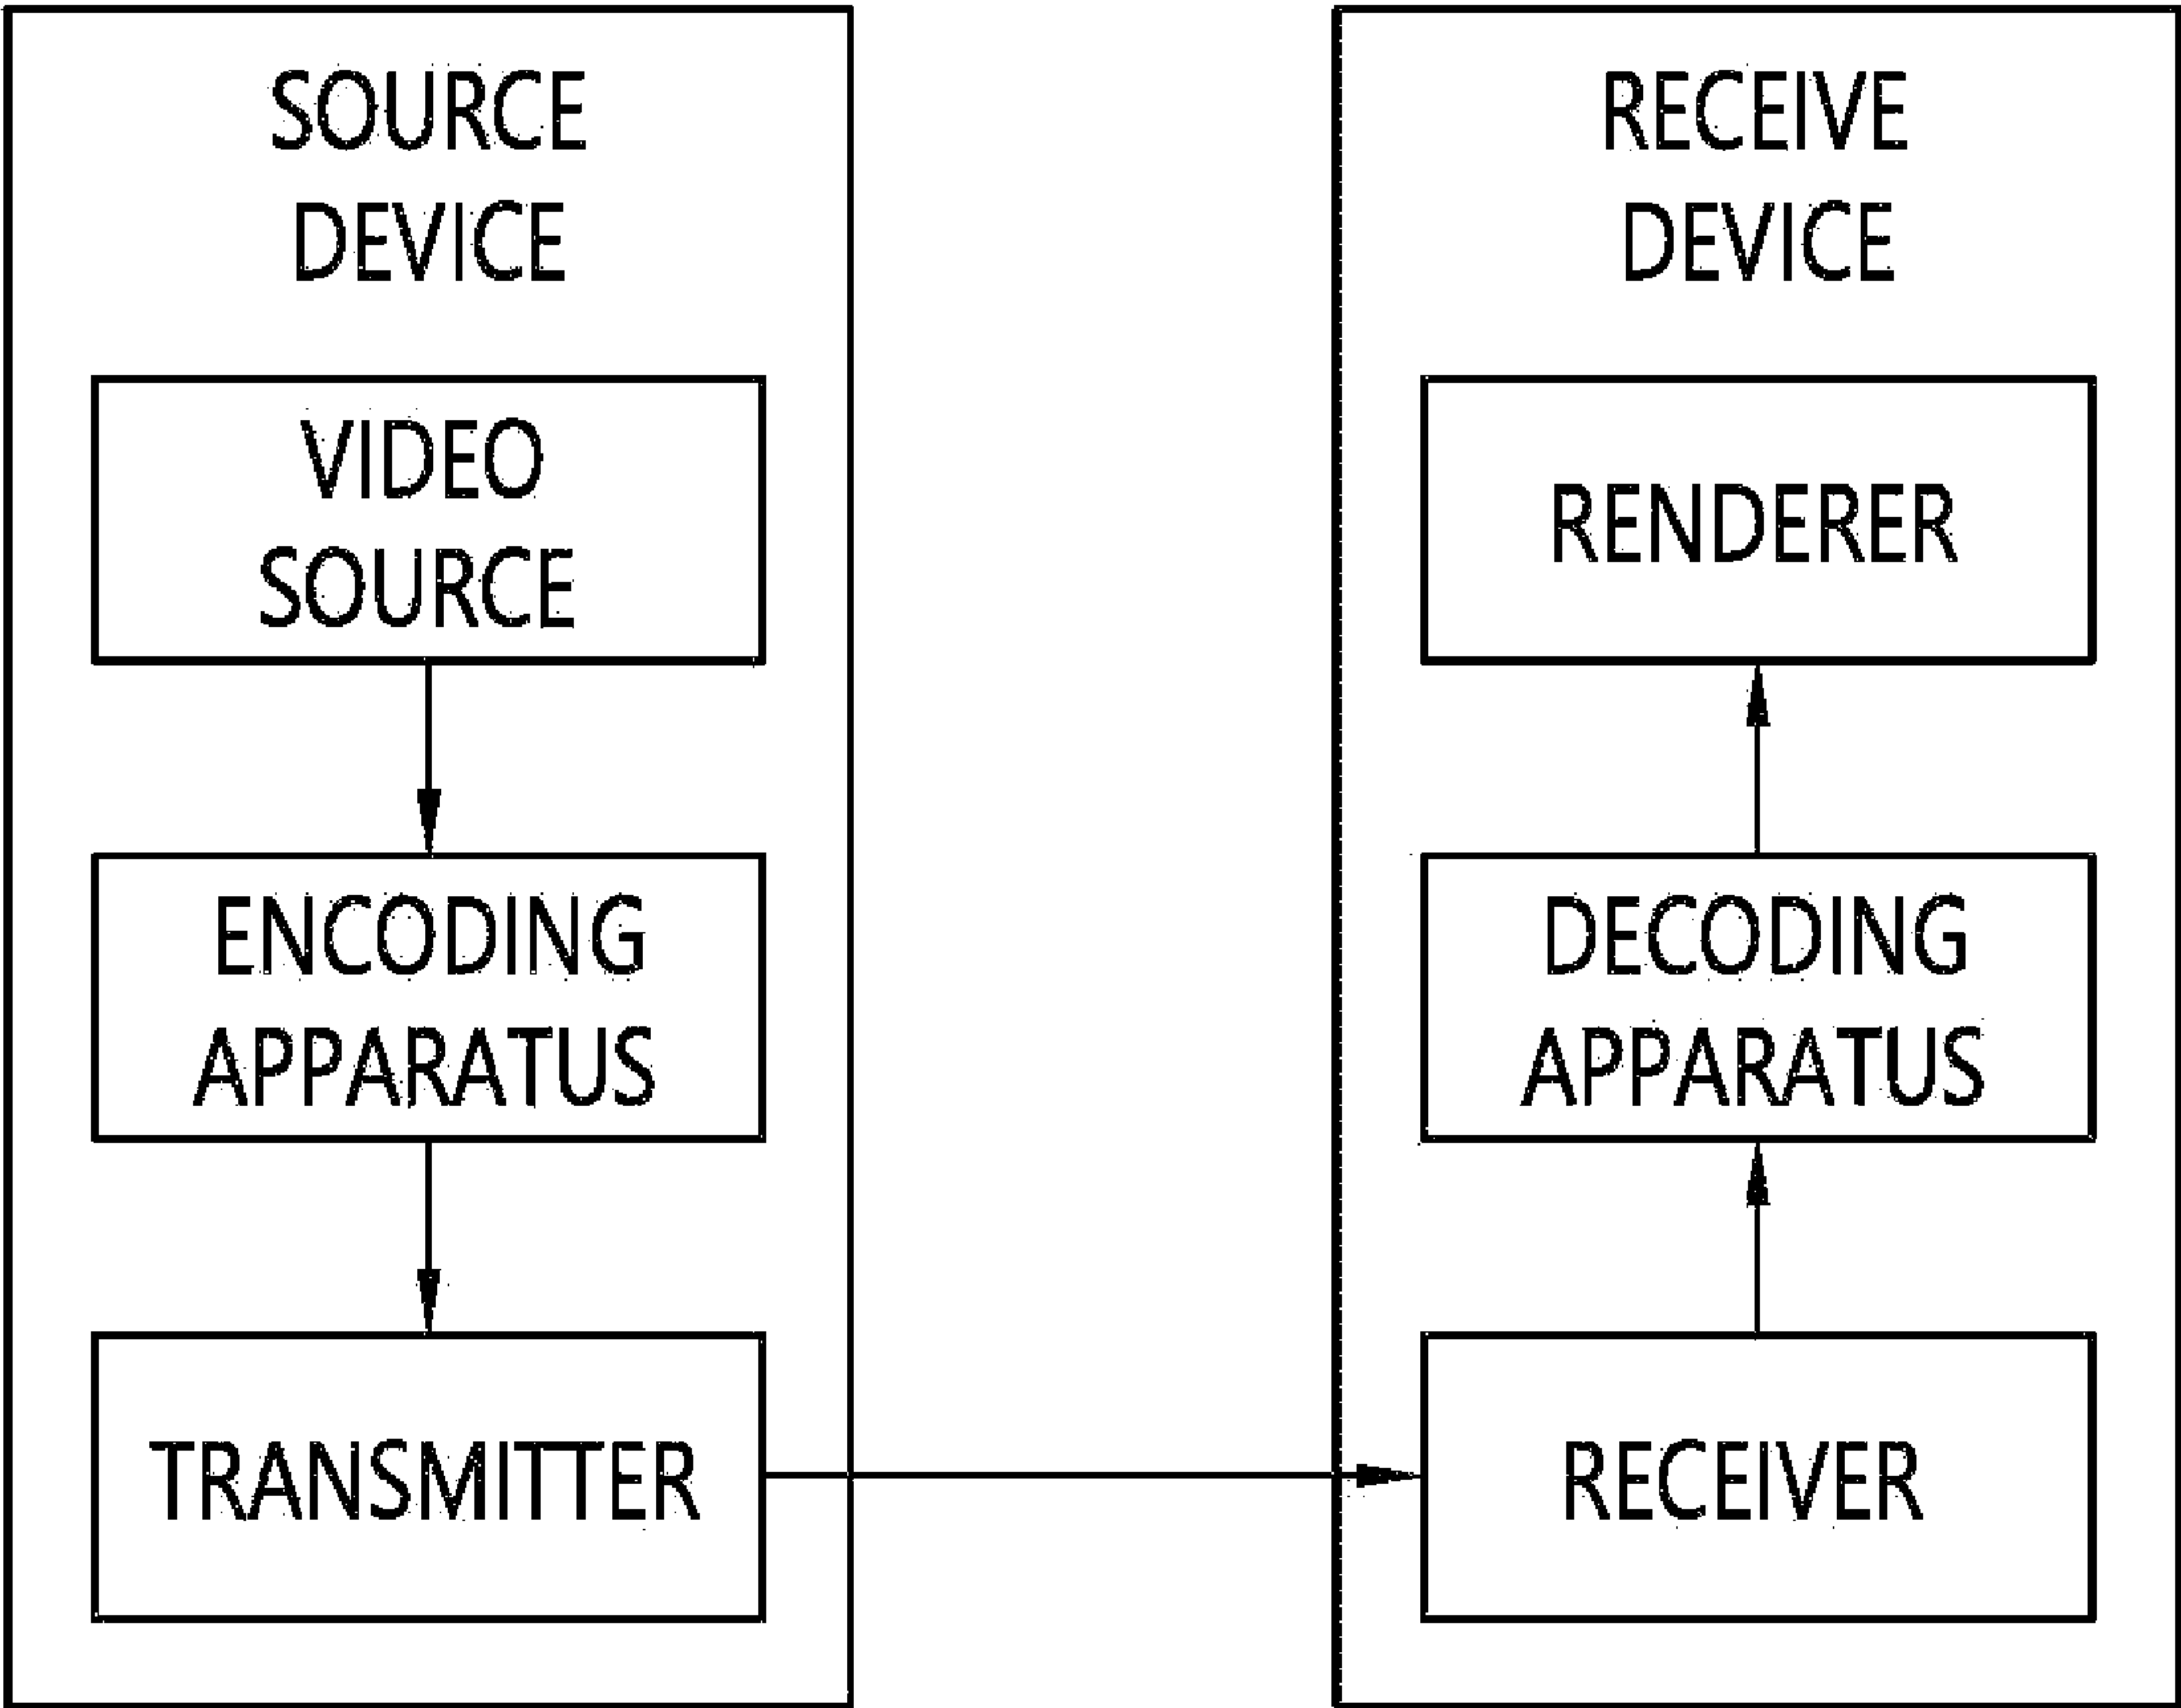 SOURCE
DEVICE
VIDEO
SOURCE
ENCODING
APPARATUS
TRANSMITTER
RECEIVE
DEVICE
RENDERER
DECODING
APPARATUS
RECEIVER